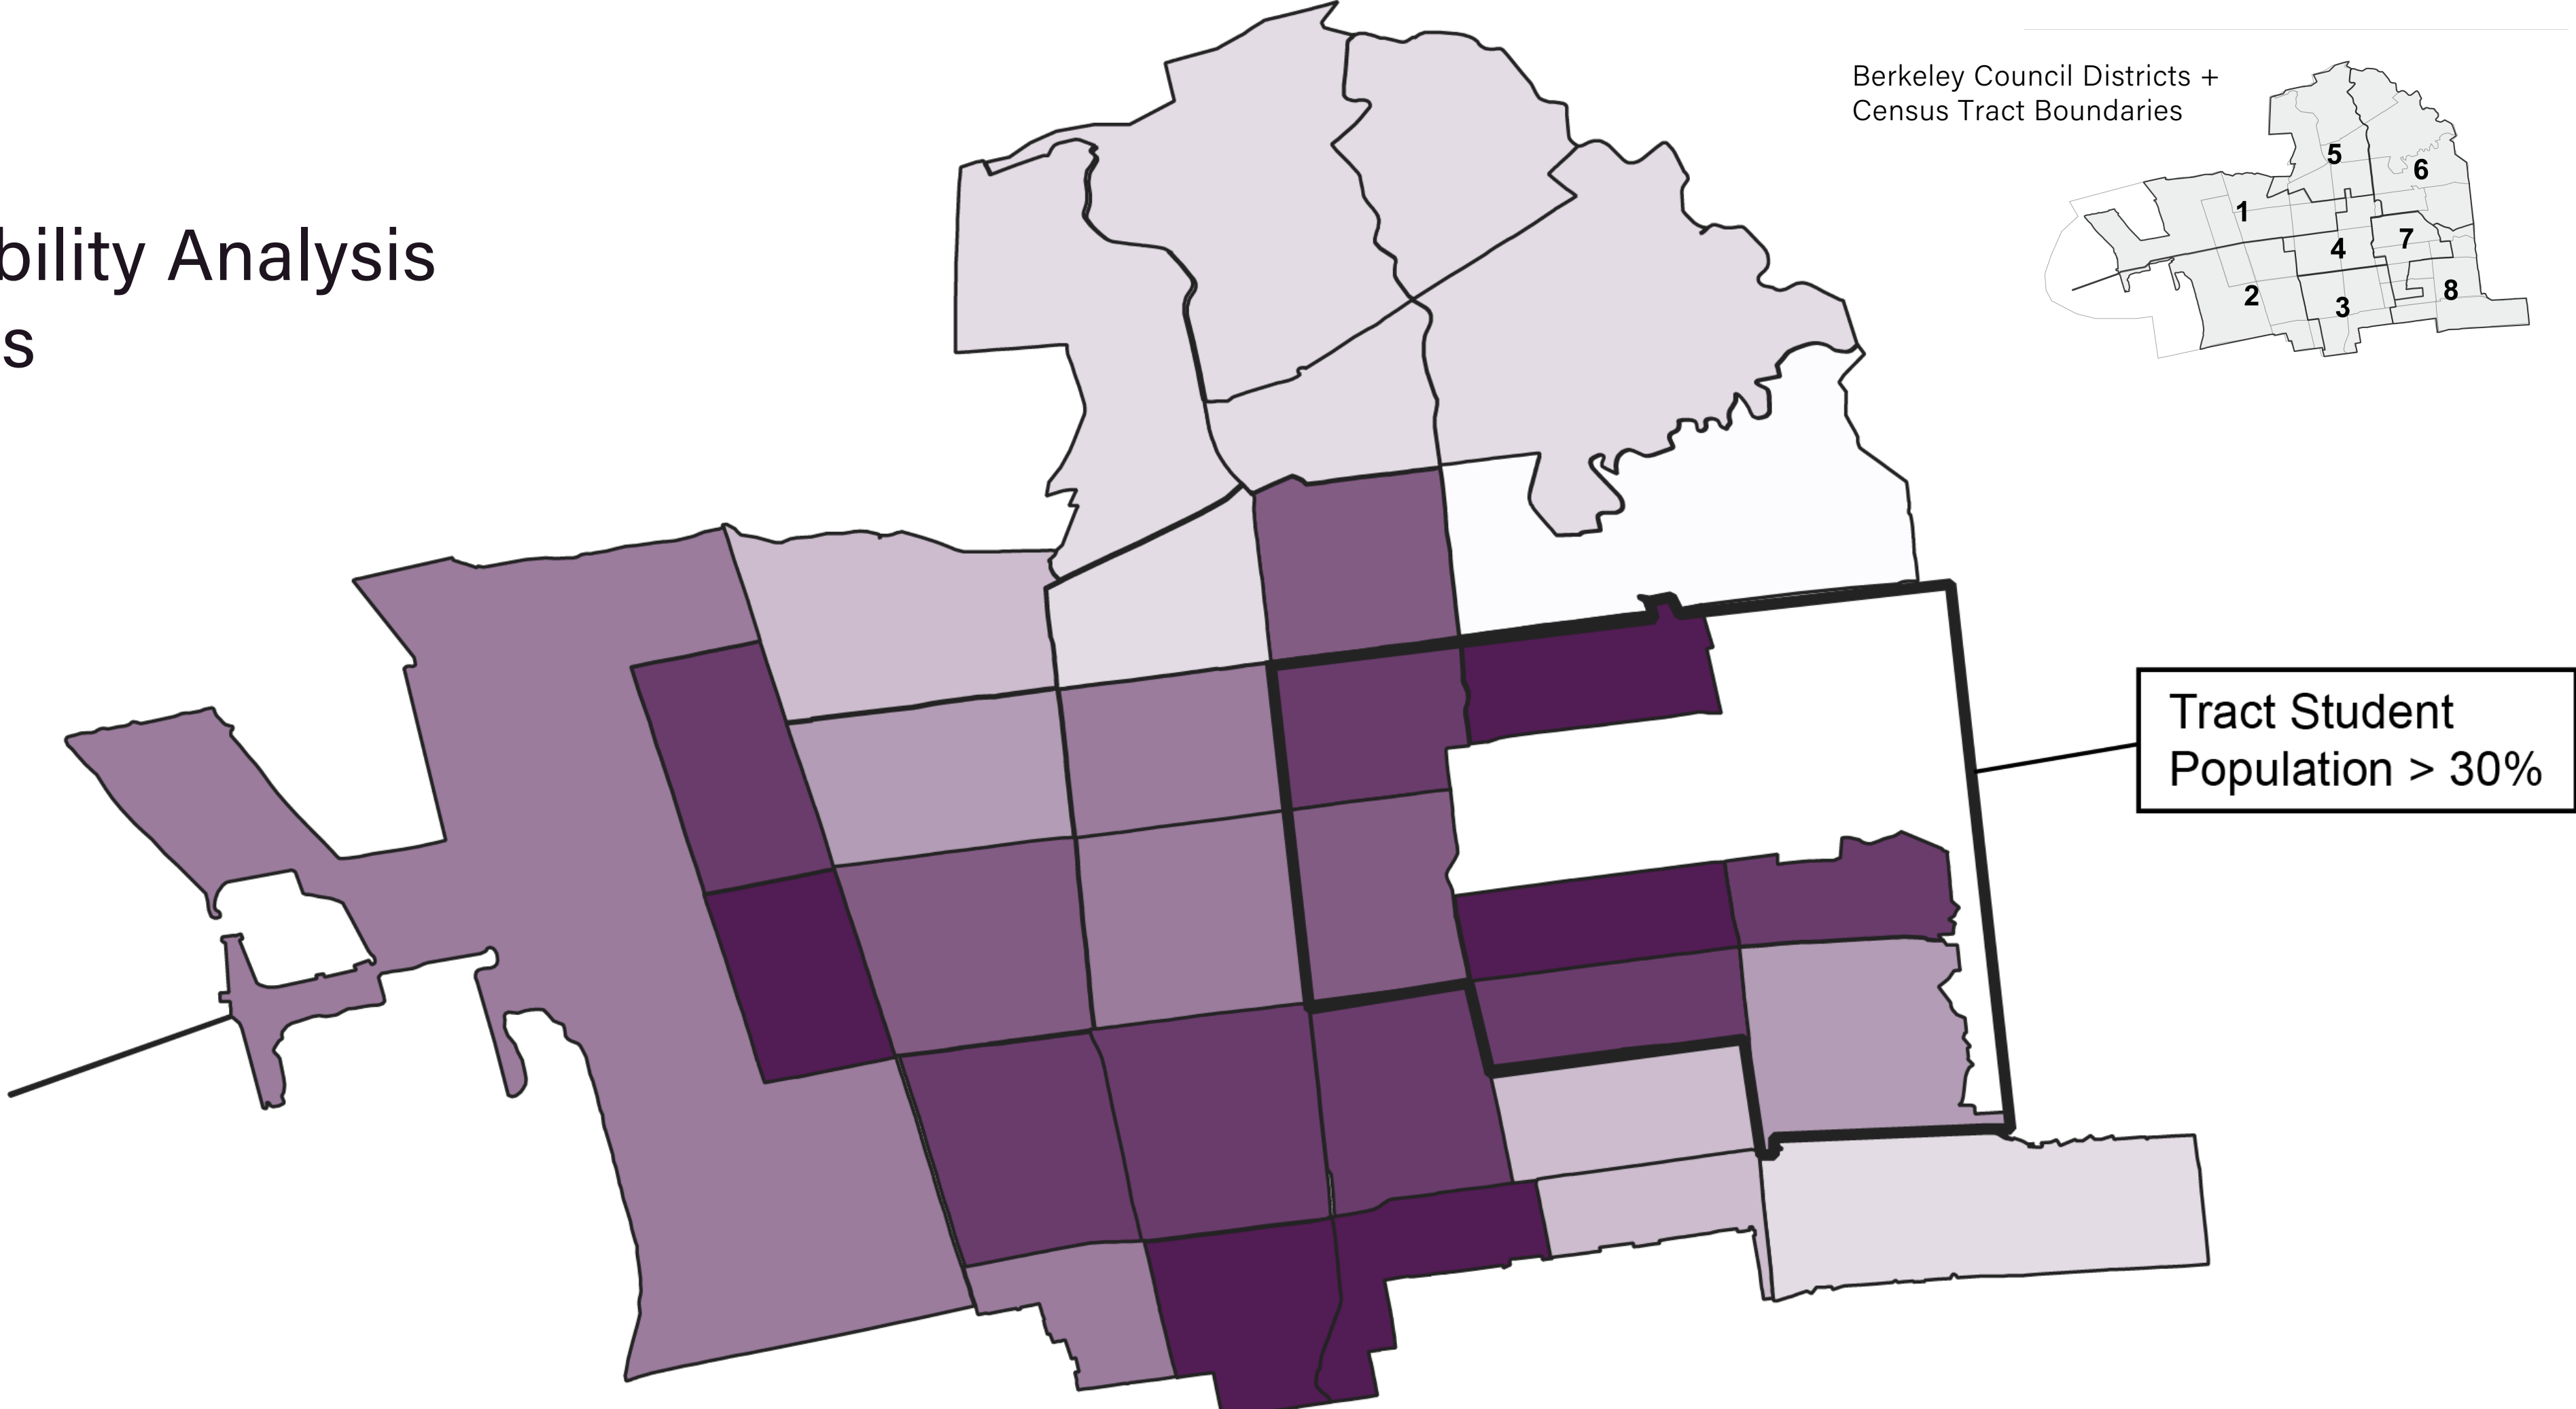 bility Analysis
s
Berkeley Council Districts +
Census Tract Boundaries
5
6
1
7
4
2
3
8
Tract Student
Population > 30%